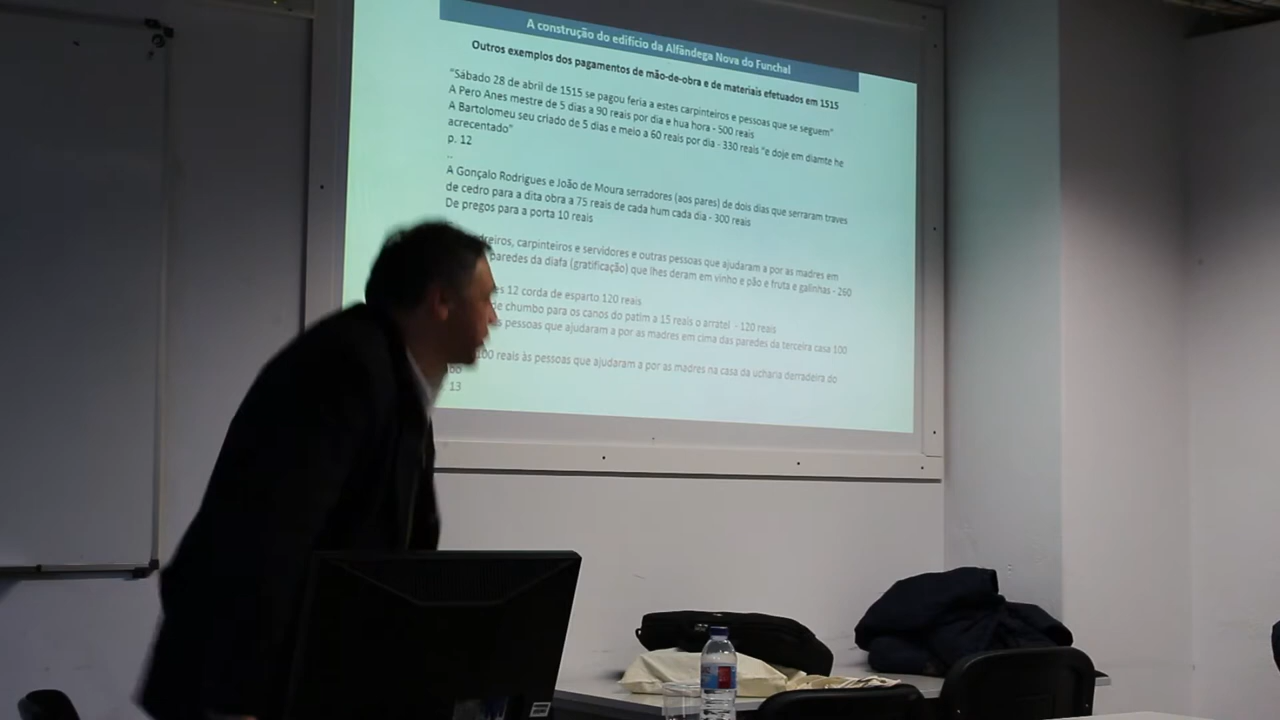 A construção do edifício da Alfândega Nova do Funchal
Outros exemplos dos pagamentos de mão-de-obra e de materiais efetuados em 1515
"Sábado 28 de abril de 1515 se pagou feria a estes carpinteiros e pessoas que se seguem"
A Pero Anes mestre de 5 dias a 90 reais por dia e hua hora - 500 reais
A Bartolomeu seu criado de 5 dias e meio a 60 reais por dia - 330 reais "e doje em diamte he
acrecentado"
p. 12
..
A Gonçalo Rodrigues e João de Moura serradores (aos pares) de dois dias que serraram traves
de cedro para a dita obra a 75 reais de cada hum cada dia - 300 reais
De pregos para a porta 10 reais
dreiros, carpinteiros e servidores e outras pessoas que ajudaram a por as madres em
paredes da diafa (gratificação) que lhes deram em vinho e pão e fruta e galinhas - 260
es 12 corda de esparto 120 reais
de chumbo para os canos do patim a 15 reais o arratel - 120 reais
s pessoas que ajudaram a por as madres em cima das paredes da terceira casa 100
100 reais às pessoas que ajudaram a por as madres na casa da ucharia derradeira do
bo
13